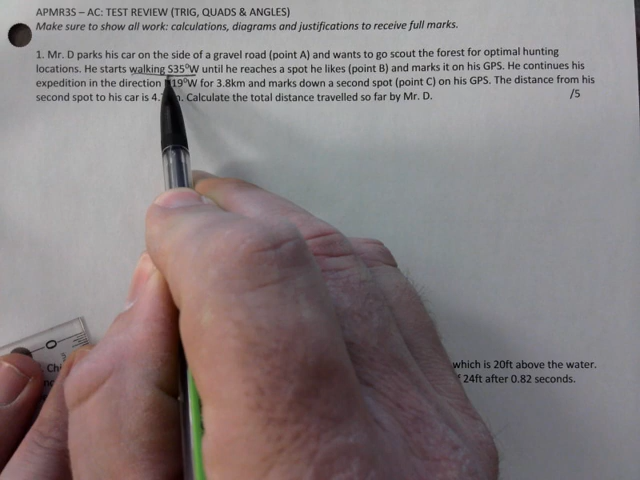 APMR3S – AC: TEST REVIEW (TRIG, QUADS & ANGLES)
Make sure to show all work: calculations, diagrams and justifications to receive full marks.
1. Mr. D parks his car on the side of a gravel road (point A) and wants to go scout the forest for optimal hunting
locations. He starts walking S35⁰W until he reaches a spot he likes (point B) and marks it on his GPS. He continues his
expedition in the direction 19⁰W for 3.8km and marks down a second spot (point C) on his GPS. The distance from his
second spot to his car is 4. Calculate the total distance travelled so far by Mr. D. /5
which is 20ft above the water.
24ft after 0.82 seconds.